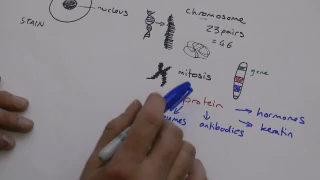 nucleus
STAIN
chromosome
23 pairs
= 46
mitosis
gene
protein
hormones
antibodies
keratin